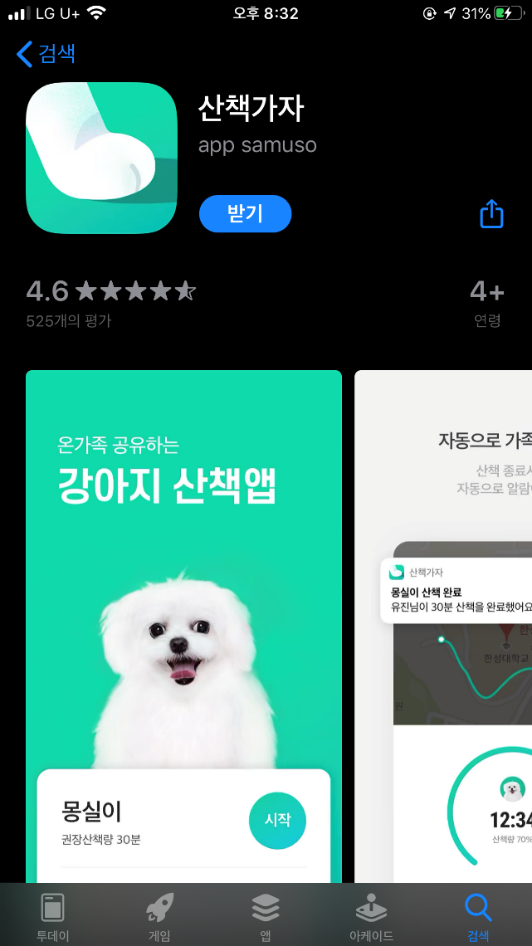 LG U+
오후 8:32
31%
검색
산책가자
app samuso
받기
4.6
4+
525개의 평가
연령
온가족 공유하는
강아지 산책앱
몽실이
권장산책량 30분
시작
자동으로 가족
산책 종료시
자동으로 알람이
산책가자
몽실이 산책 완료
유진님이 30분 산책을 완료했어요
한성대학교
원
12:34
산책량 70%
투데이
게임
앱
아케이드
검색